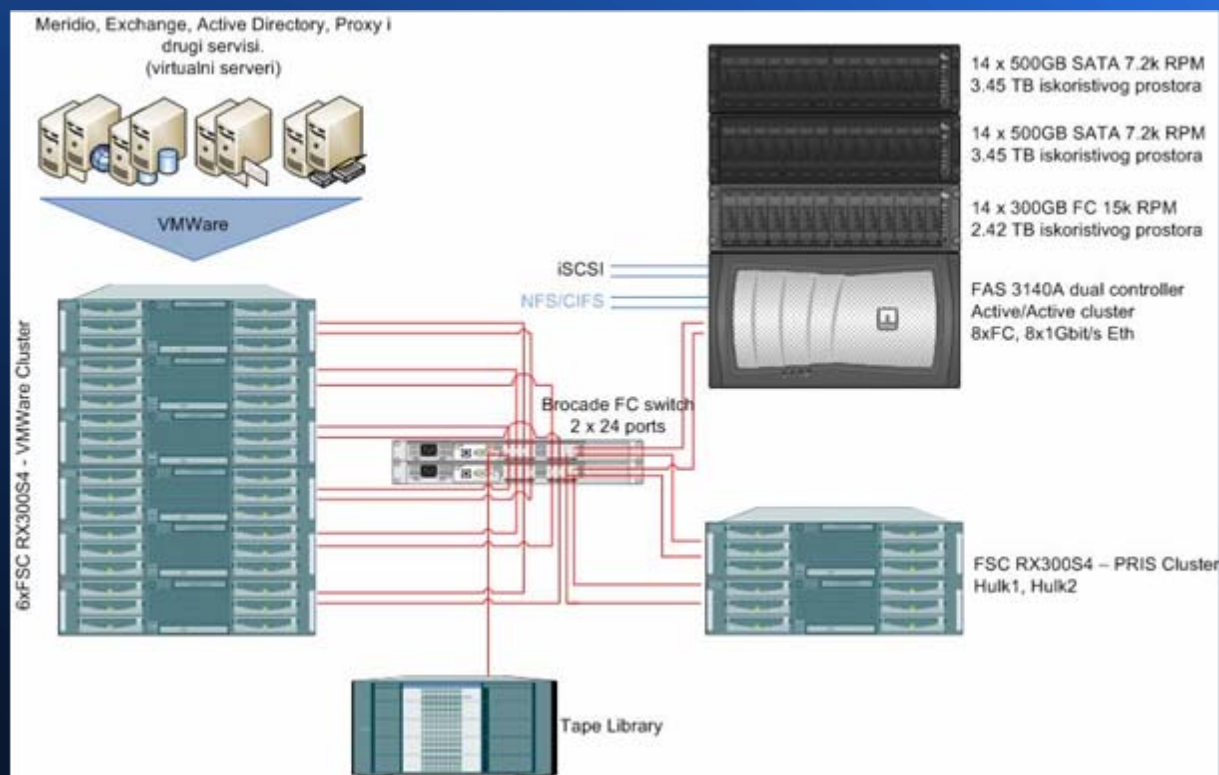 Meridio, Exchange, Active Directory, Proxy i
drugi servisi.
(virtualni serveri)
VMWare
6xFSC RX300S4 - VMWare Cluster
14 x 500GB SATA 7.2k RPM
3.45 TB iskoristivog prostora
14 x 500GB SATA 7.2k RPM
3.45 TB iskoristivog prostora
14 x 300GB FC 15k RPM
2.42 TB iskoristivog prostora
iSCSI
NFS/CIFS
FAS 3140A dual controller
Active/Active cluster
8xFC, 8x1Gbit/s Eth
Brocade FC switch
2 x 24 ports
FSC RX300S4 – PRIS Cluster
Hulk1, Hulk2
Tape Library